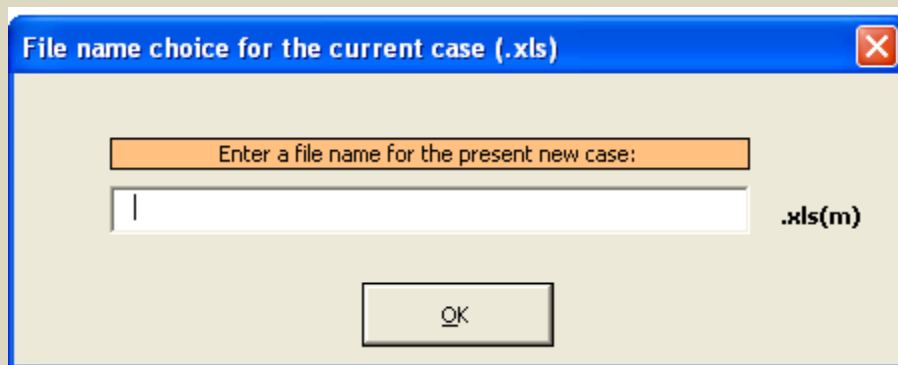 File name choice for the current case (.xls)
Enter a file name for the present new case:
.xls(m)
OK